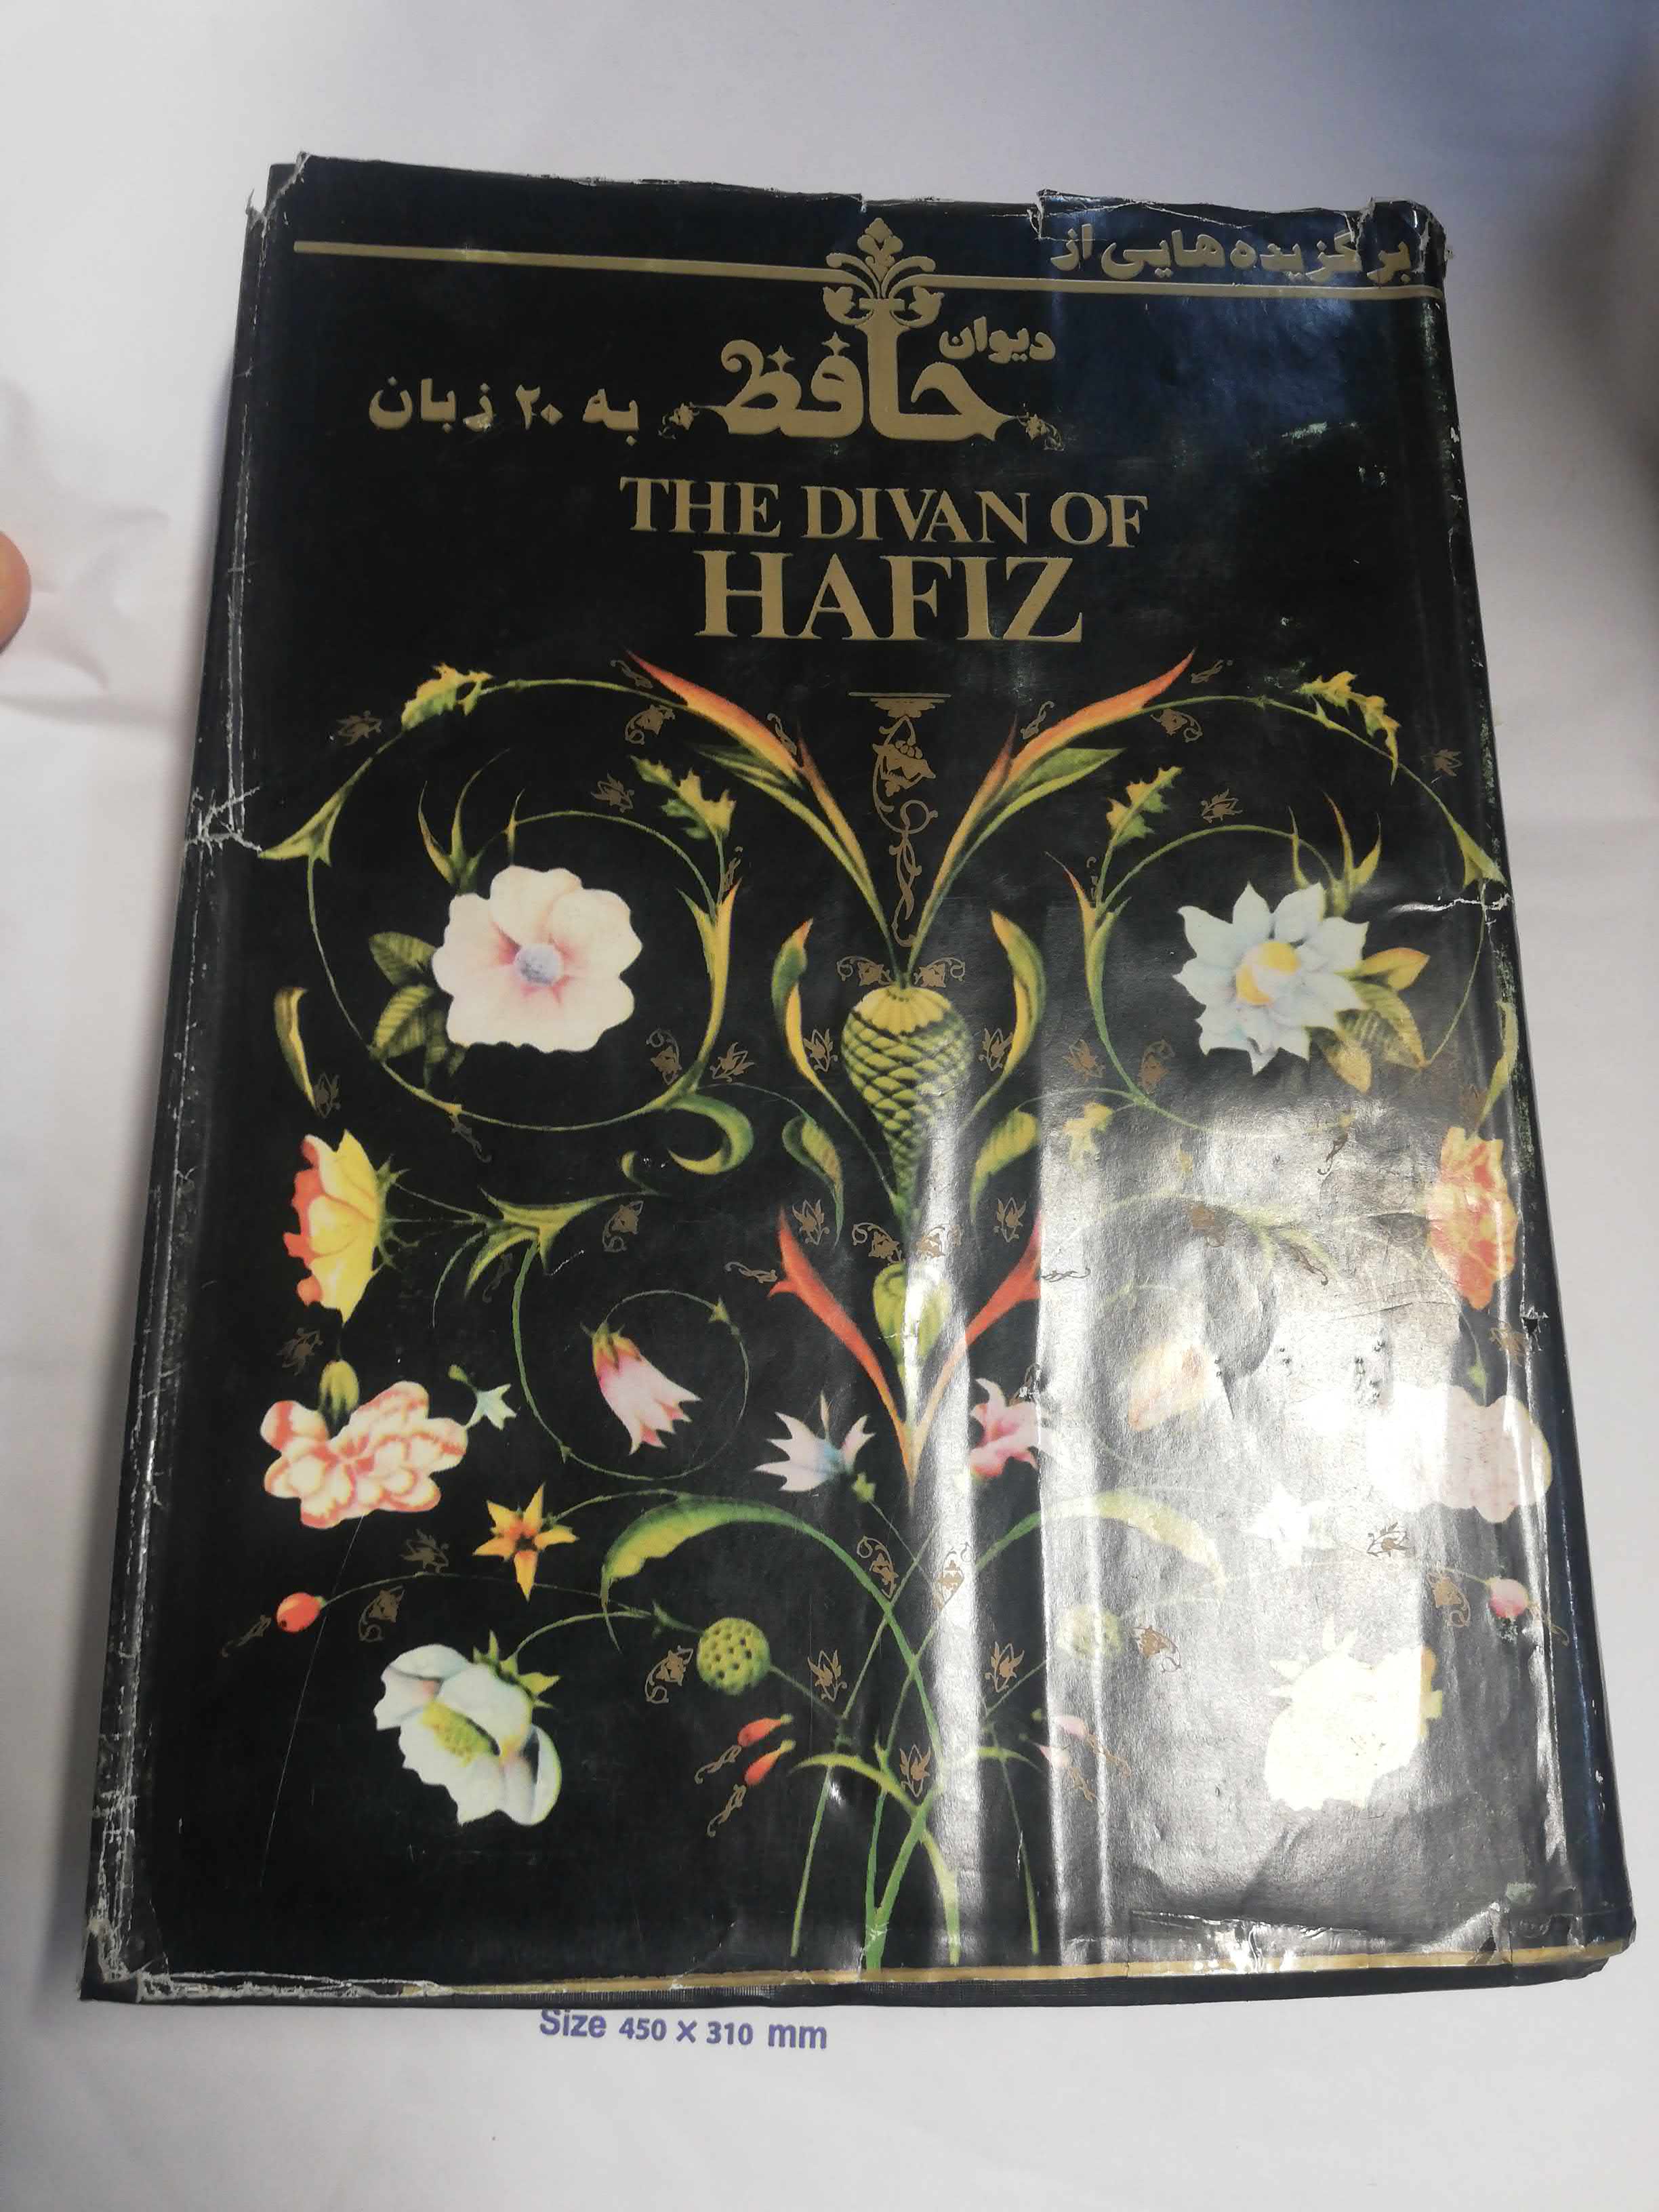 برگزیده‌هایی از
دیوان
حافظ
به ۲۰ زبان
THE DIVAN OF
HAFIZ
Size 450 × 310 mm